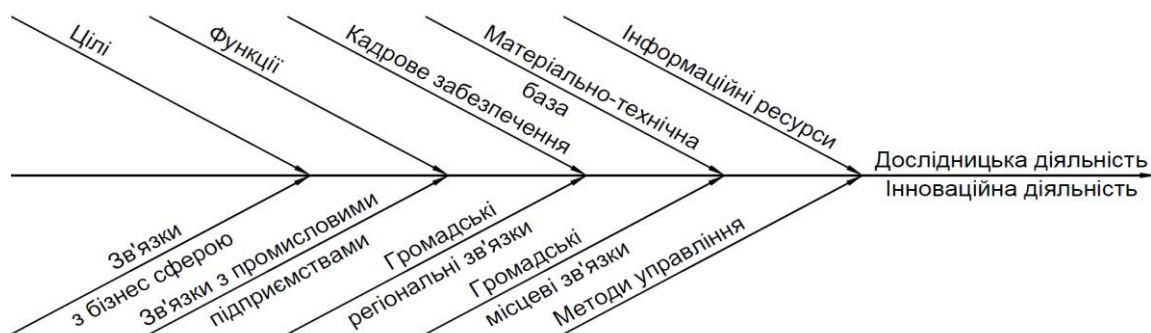 Цілі
Функції
Кадрове забезпечення
Матеріально-технічна
база
Інформаційні ресурси
Дослідницька діяльність
Інноваційна діяльність
Зв'язки
з бізнес сферою
Зв'язки з промисловими
підприємствами
Громадські
регіональні зв'язки
Громадські
місцеві зв'язки
Методи управління